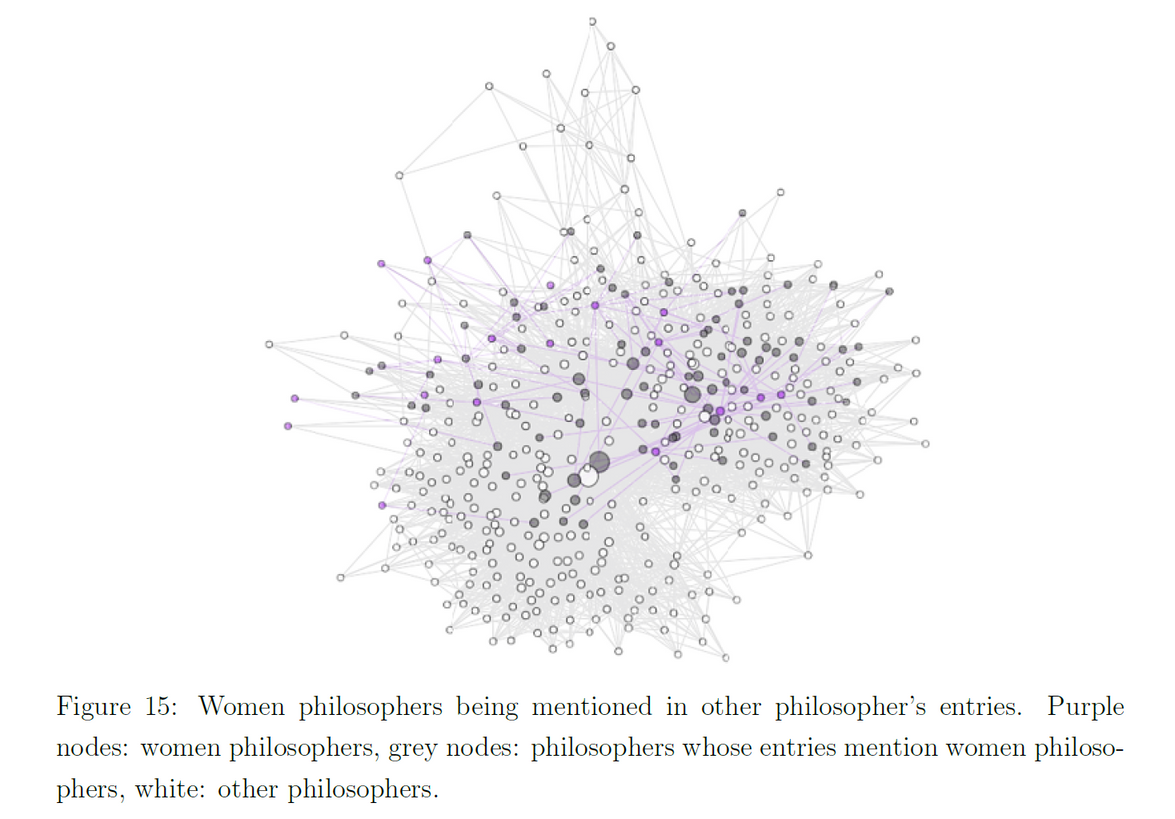 Figure 15: Women philosophers being mentioned in other philosopher's entries. Purple
nodes: women philosophers, grey nodes: philosophers whose entries mention women philoso-
phers, white: other philosophers.